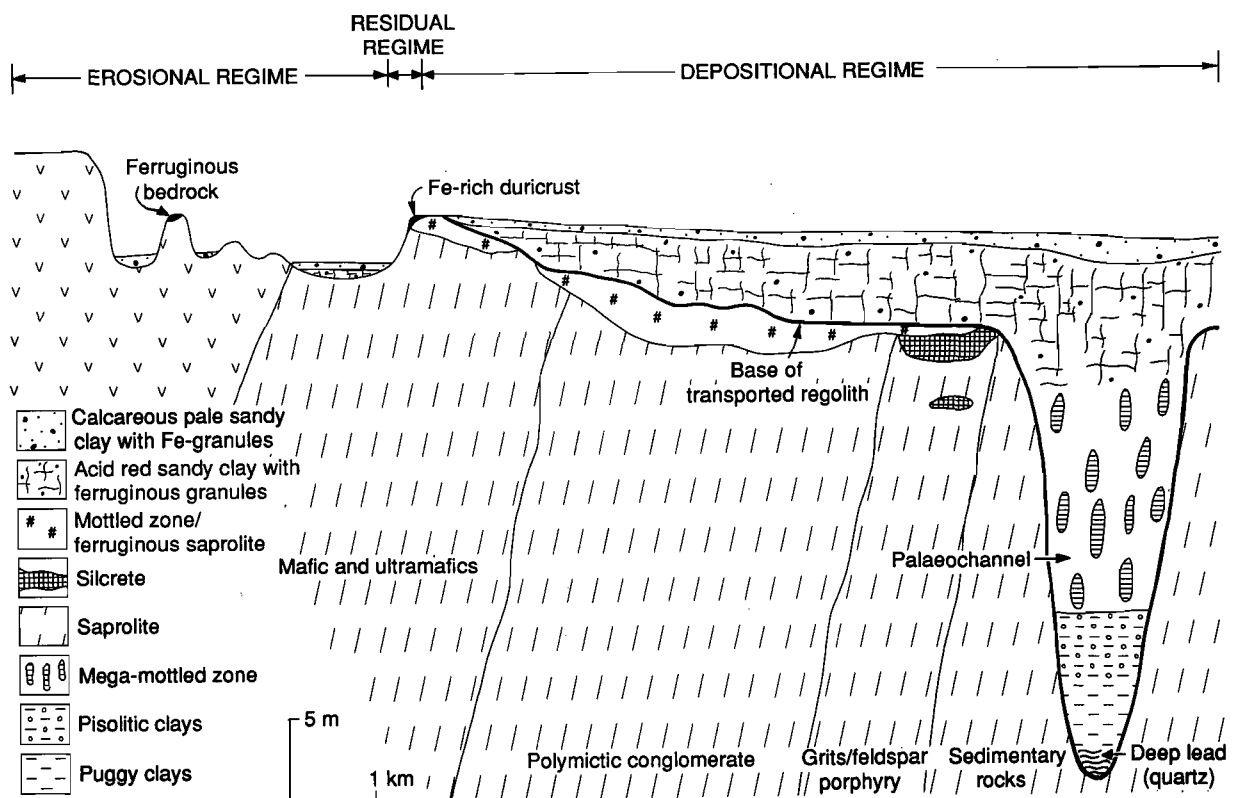 RESIDUAL
REGIME
EROSIONAL REGIME
DEPOSITIONAL REGIME
Ferruginous
bedrock
Fe-rich duricrust
Base of
transported regolith
Calcareous pale sandy
clay with Fe-granules
Acid red sandy clay with
ferruginous granules
Mottled zone/
ferruginous saprolite
Silcrete
Saprolite
Mega-mottled zone
Pisolitic clays
Puggy clays
Mafic and ultramafics
Palaeochannel
5 m
1 km
Polymictic conglomerate
Grits/feldspar
porphyry
Sedimentary
rocks
Deep lead
(quartz)